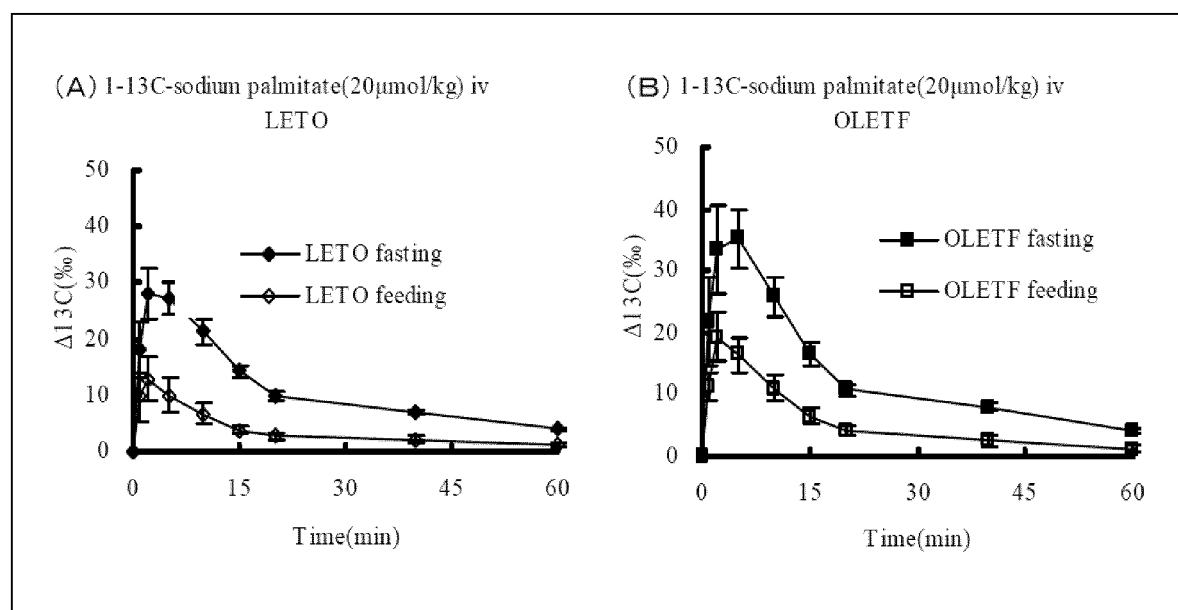 (A) 1-13C-sodium palmitate(20μmol/kg) iv
LETO
50
40
30
20
10
0
Δ13C(‰)
LETO fasting
LETO feeding
0 15 30 45 60
Time(min)
(B) 1-13C-sodium palmitate(20μmol/kg) iv
OLETF
50
40
30
20
10
0
Δ13C(‰)
OLETF fasting
OLETF feeding
0 15 30 45 60
Time(min)